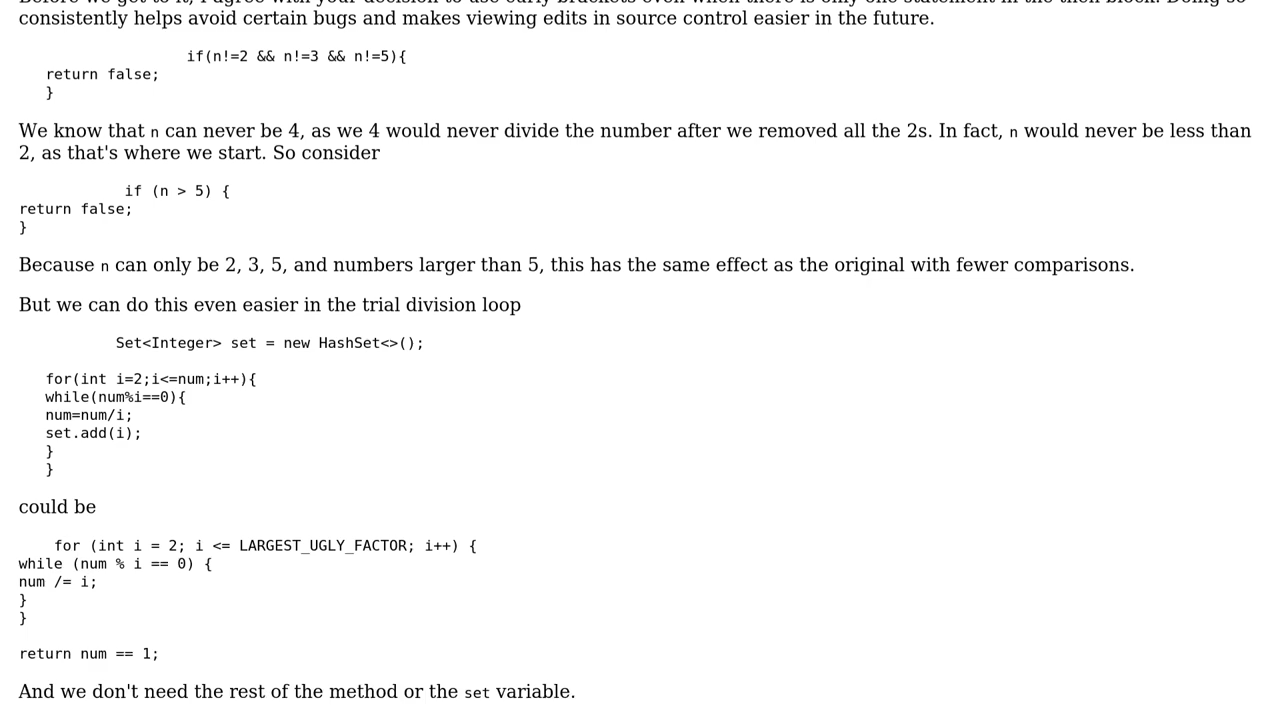 consistently helps avoid certain bugs and makes viewing edits in source control easier in the future.
if(n!=2 && n!=3 && n!=5){
return false;
}
We know that n can never be 4, as we 4 would never divide the number after we removed all the 2s. In fact, n would never be less than
2, as that's where we start. So consider
if (n > 5) {
return false;
}
Because n can only be 2, 3, 5, and numbers larger than 5, this has the same effect as the original with fewer comparisons.
But we can do this even easier in the trial division loop
Set<Integer> set = new HashSet<>();
for(int i=2;i<=num;i++){
while(num%i==0){
num=num/i;
set.add(i);
}
}
could be
for (int i = 2; i <= LARGEST_UGLY_FACTOR; i++) {
while (num % i == 0) {
num /= i;
}
}
return num == 1;
And we don't need the rest of the method or the set variable.